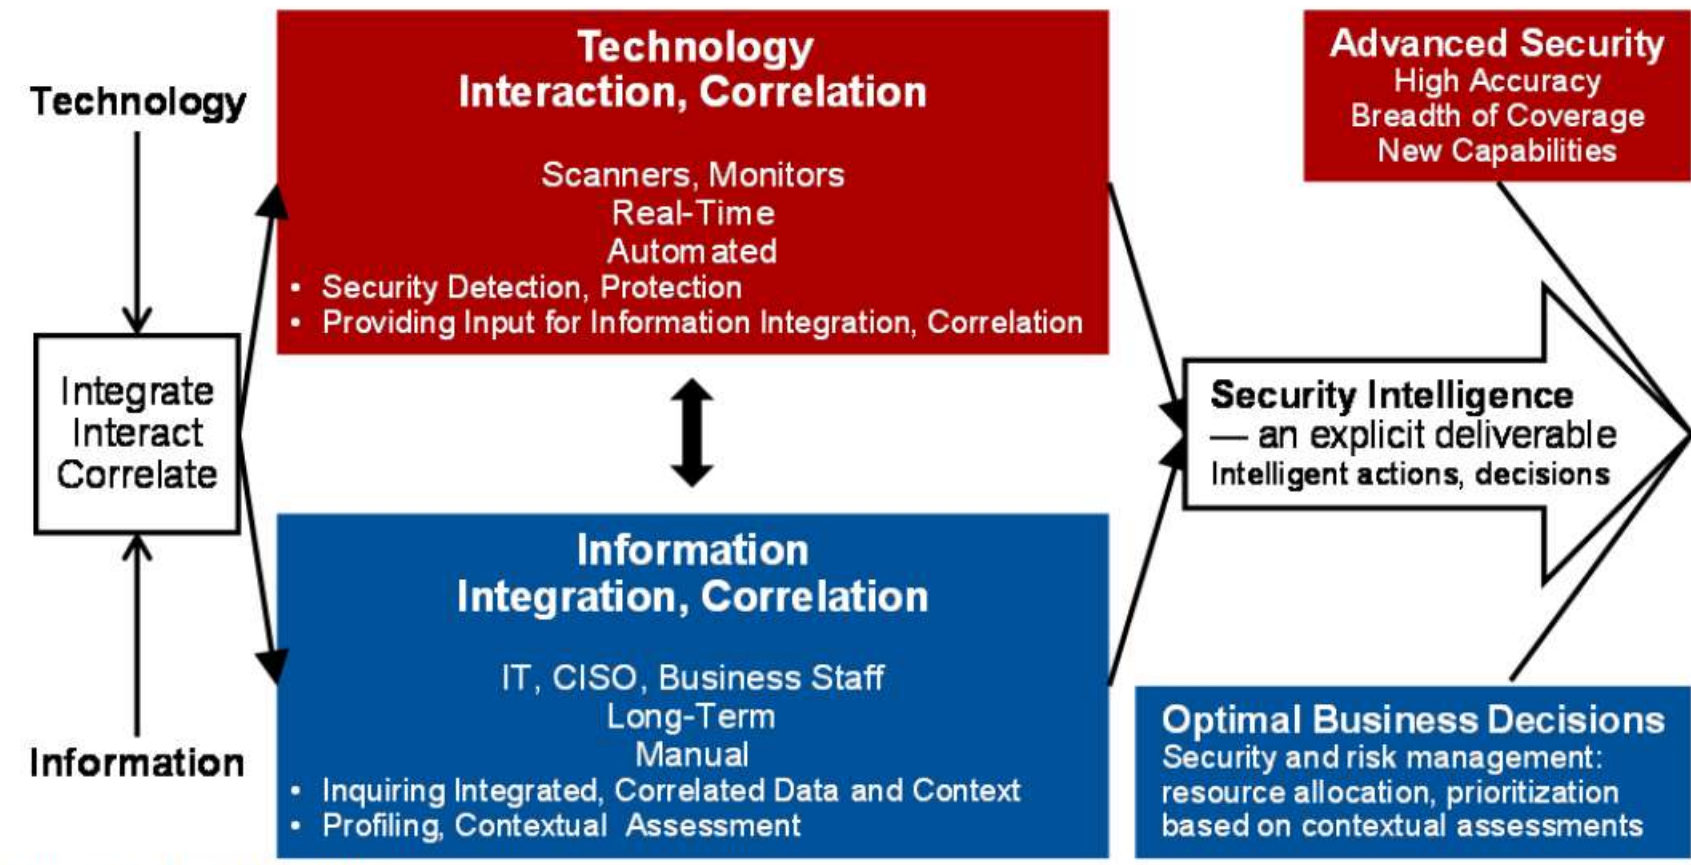 Technology
Integrate
Interact
Correlate
Information
Technology
Interaction, Correlation
Scanners, Monitors
Real-Time
Automated
• Security Detection, Protection
• Providing Input for Information Integration, Correlation
Information
Integration, Correlation
IT, CISO, Business Staff
Long-Term
Manual
• Inquiring Integrated, Correlated Data and Context
• Profiling, Contextual Assessment
Advanced Security
High Accuracy
Breadth of Coverage
New Capabilities
Security Intelligence
— an explicit deliverable
Intelligent actions, decisions
Optimal Business Decisions
Security and risk management:
resource allocation, prioritization
based on contextual assessments